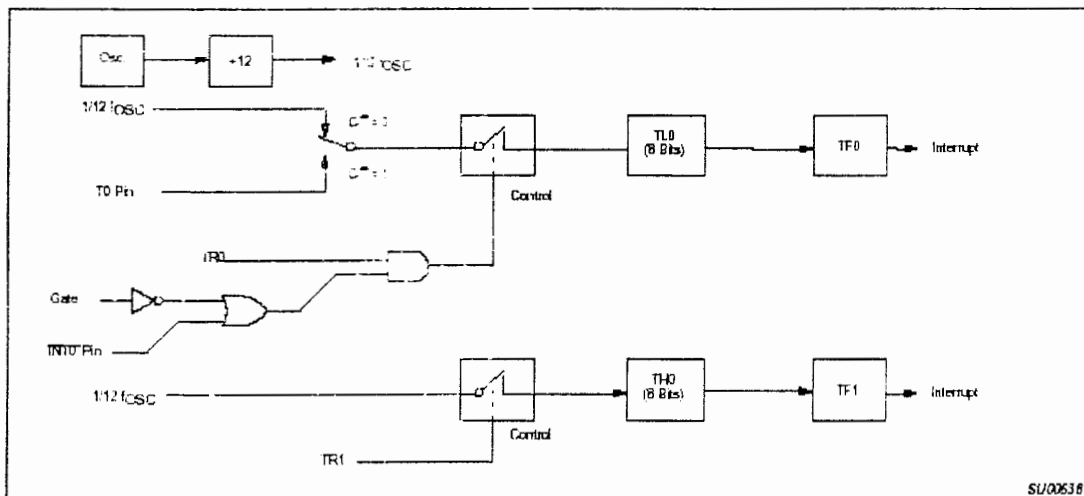 Osc.
÷12
1/12 fOSC
1/12 fOSC
C/T = 0
TL0
(8 Bits)
TF0
Interrupt
T0 Pin
C/T = 1
Control
TR0
Gate
INT0 Pin
1/12 fOSC
TH0
(8 Bits)
TF1
Interrupt
Control
TR1
SU00638